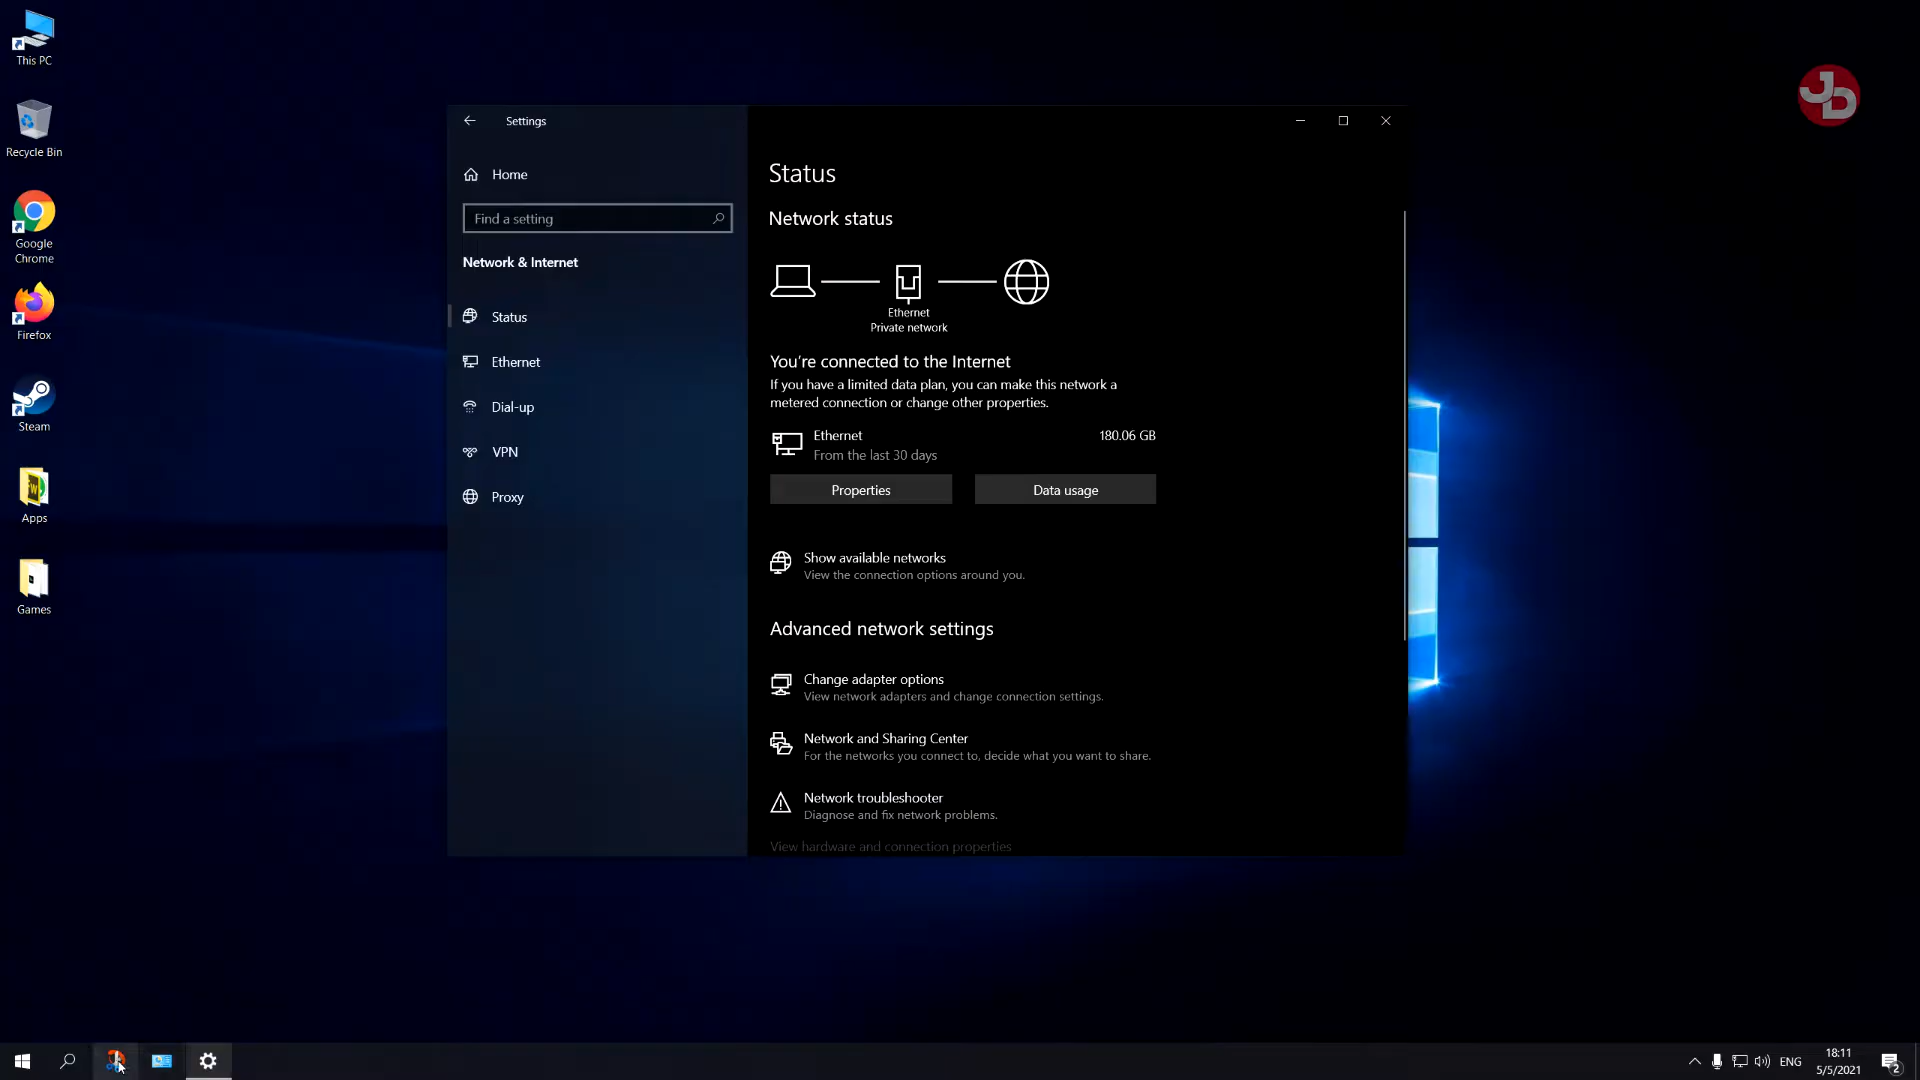 This PC
Recycle Bin
Google
Chrome
Firefox
Steam
Apps
Games
JD
Settings
Home
Find a setting
Network & Internet
Status
Ethernet
Dial-up
VPN
Proxy
Status
Network status
Ethernet
Private network
You're connected to the Internet
If you have a limited data plan, you can make this network a
metered connection or change other properties.
Ethernet 180.06 GB
From the last 30 days
Properties Data usage
Show available networks
View the connection options around you.
Advanced network settings
Change adapter options
View network adapters and change connection settings.
Network and Sharing Center
For the networks you connect to, decide what you want to share.
Network troubleshooter
Diagnose and fix network problems.
View hardware and connection properties
ENG
18:11
5/5/2021
2